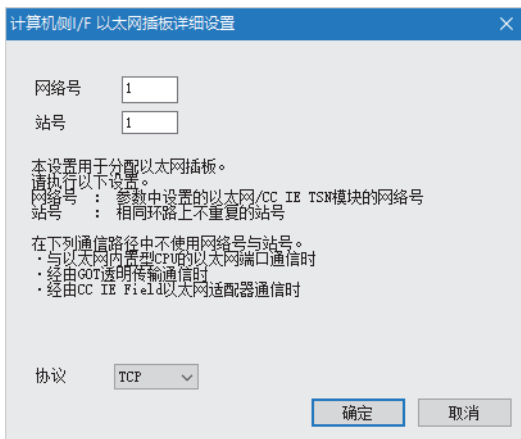 计算机侧I/F 以太网插板详细设置
网络号 1
站号 1
本设置用于分配以太网插板。
请执行以下设置。
网络号 : 参数中设置的以太网/CC IE TSN模块的网络号
站号 : 相同环路上不重复的站号
在下列通信路径中不使用网络号与站号。
・与以太网内置型CPU的以太网端口通信时
・经由GOT透明传输通信时
・经由CC IE Field以太网适配器通信时
协议 TCP
确定 取消